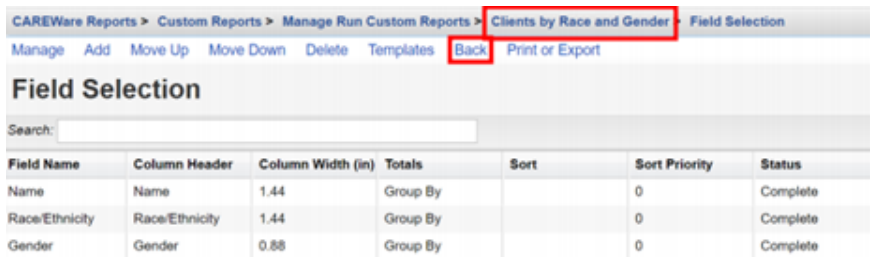 CAREWare Reports > Custom Reports > Manage Run Custom Reports > Clients by Race and Gender > Field Selection
Manage Add Move Up Move Down Delete Templates Back Print or Export
Field Selection
Search:
Field Name Column Header Column Width (in) Totals Sort Sort Priority Status
Name Name 1.44 Group By 0 Complete
Race/Ethnicity Race/Ethnicity 1.44 Group By 0 Complete
Gender Gender 0.88 Group By 0 Complete